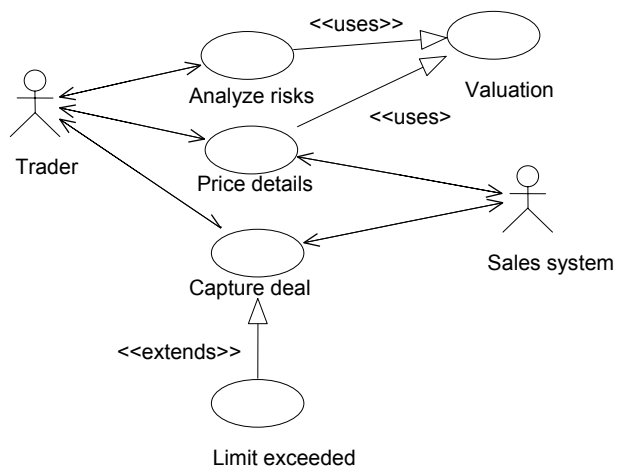 <<uses>>
Analyze risks
Valuation
<<uses>
Trader
Price details
Sales system
Capture deal
<<extends>>
Limit exceeded